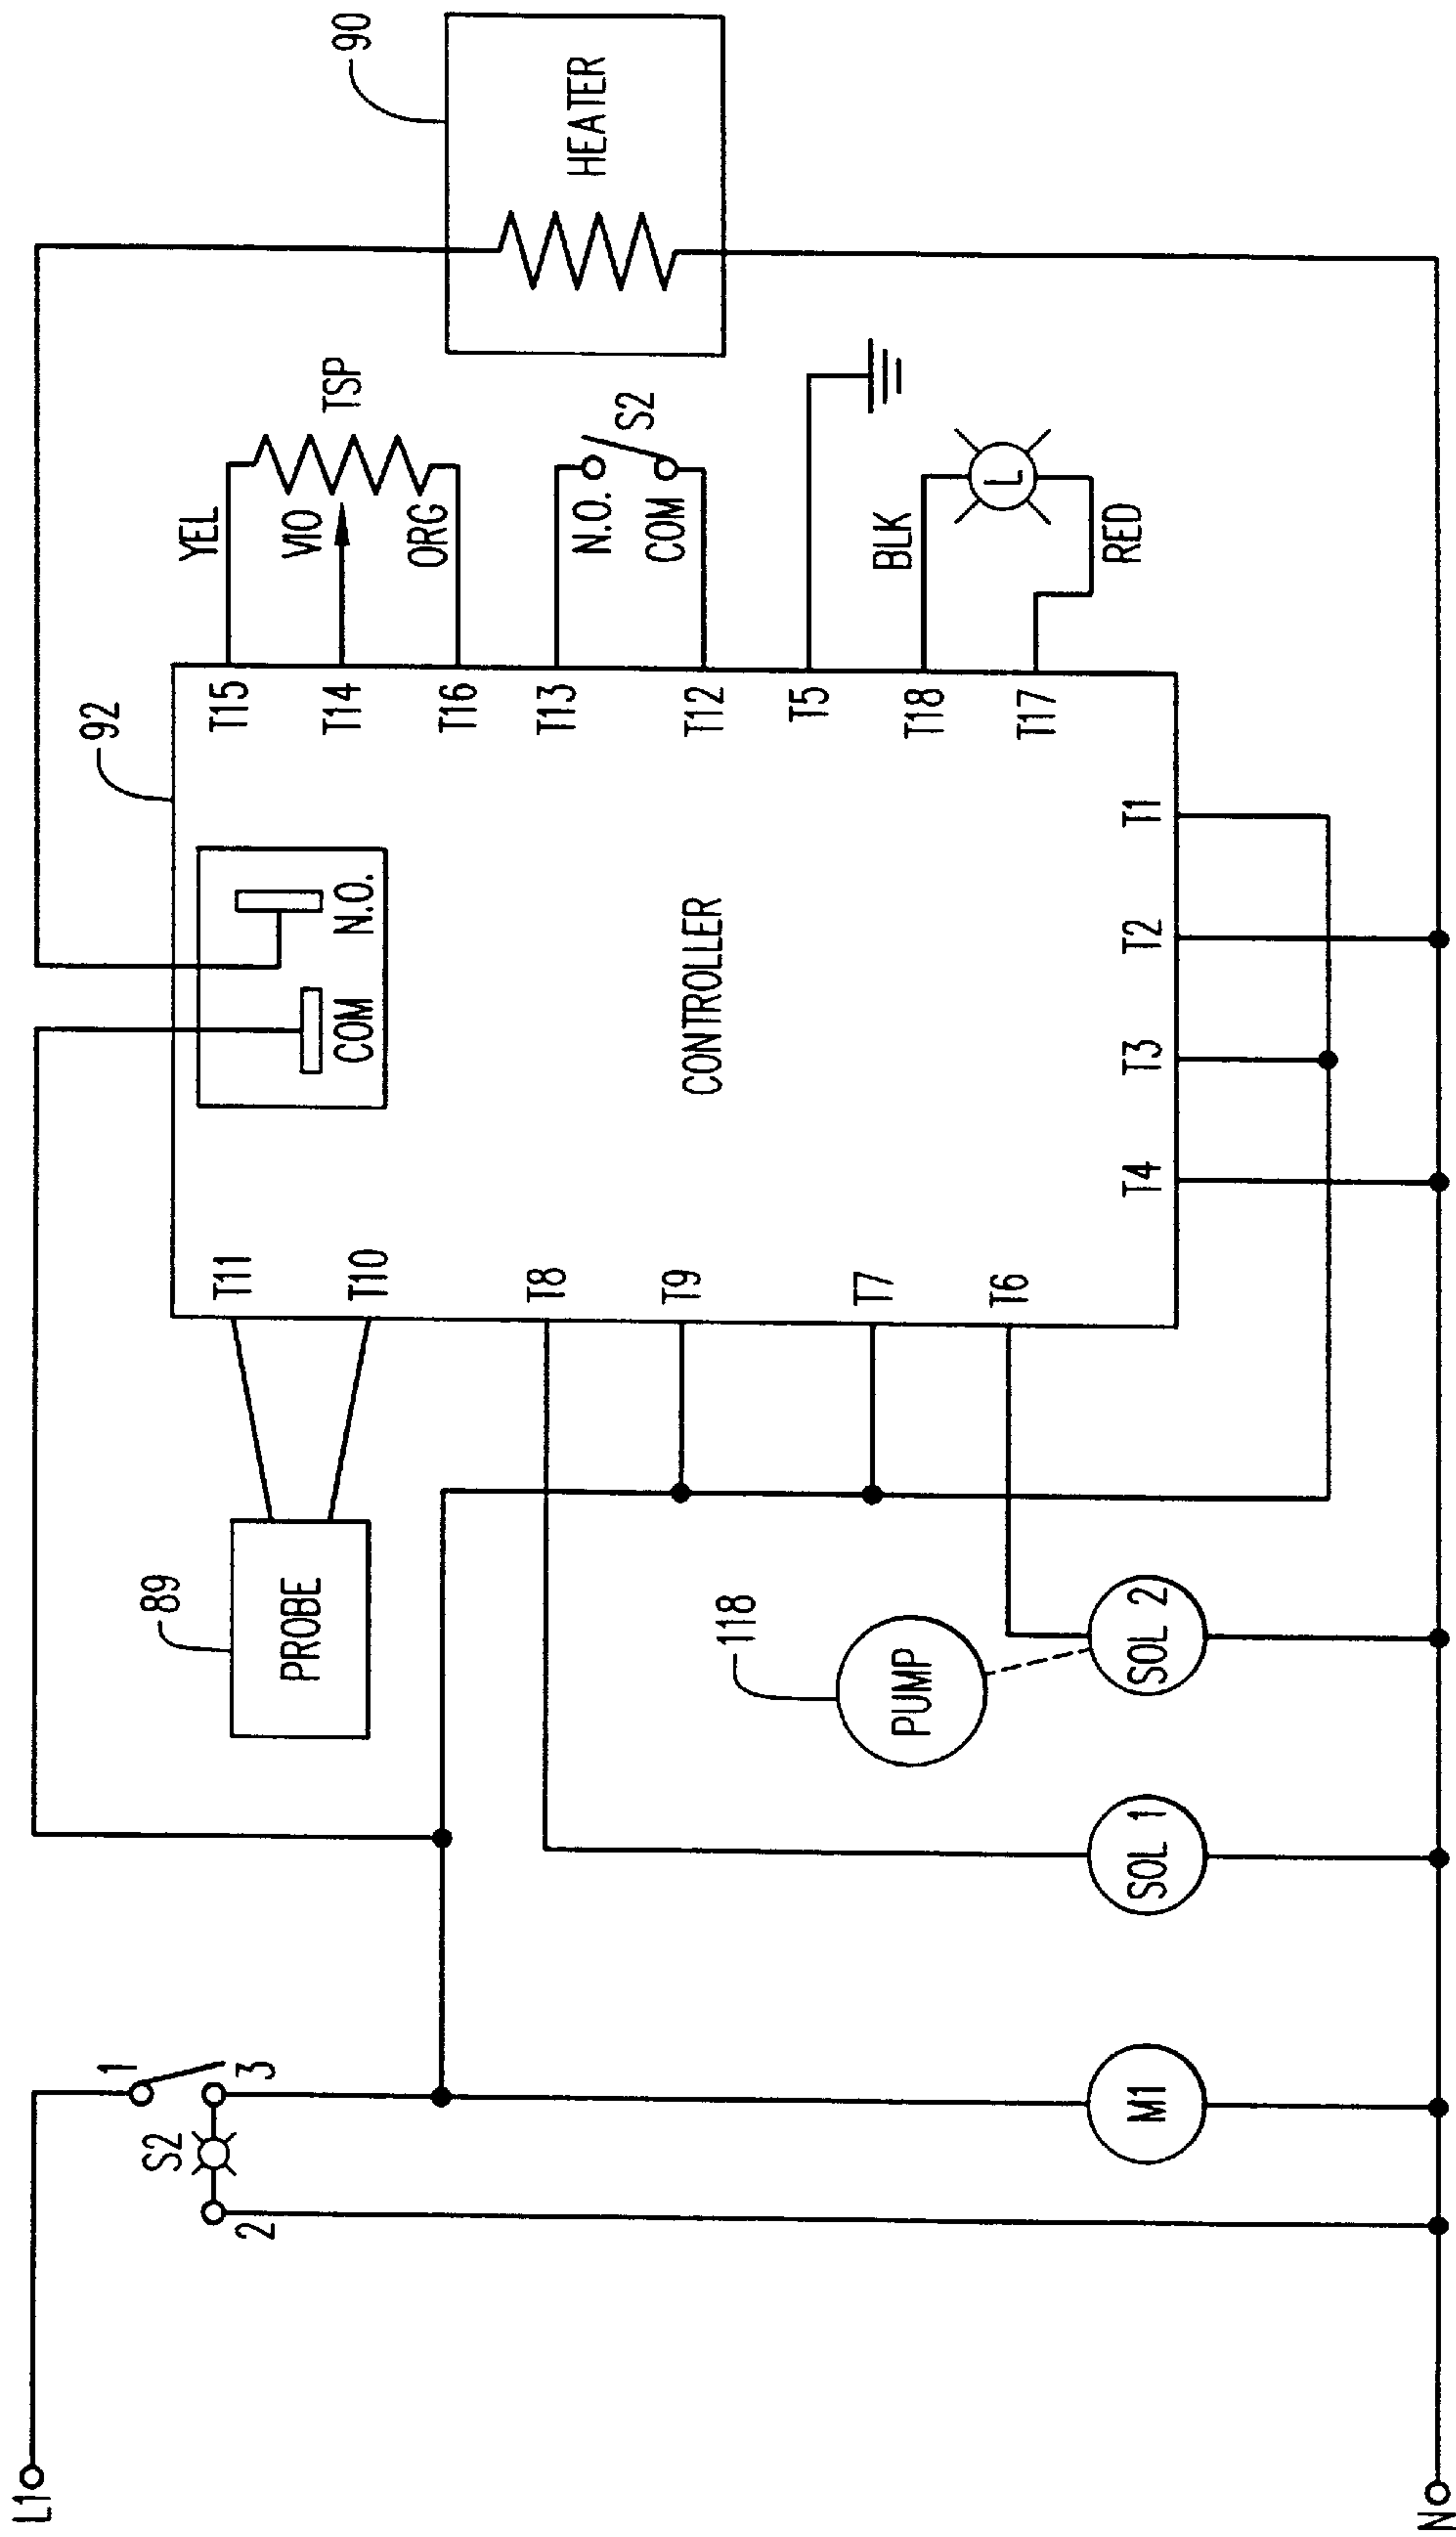 L1
1
S2
3
2
M1
N
89
PROBE
118
PUMP
SOL 1
SOL 2
92
T11
T10
T8
T9
T7
T6
COM
N.O.
CONTROLLER
T4
T3
T2
T1
T15
T14
T16
T13
T12
T5
T18
T17
YEL
VIO
ORG
TSP
N.O.
COM
S2
BLK
L
RED
90
HEATER